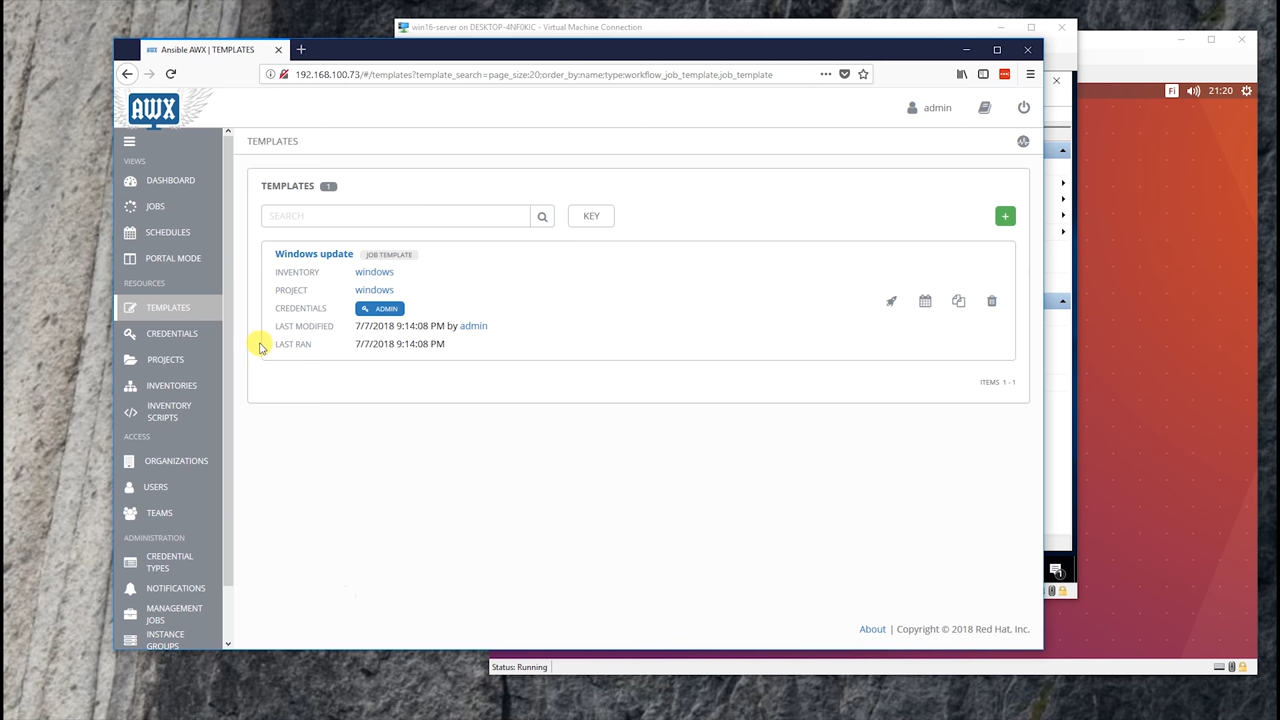 win16-server on DESKTOP-4NF0KIC - Virtual Machine Connection
Ansible AWX | TEMPLATES
192.168.100.73/#/templates?template_search=page_size:20;order_by:name;type:workflow_job_template,job_template
Fi
21:20
AWX
admin
TEMPLATES
VIEWS
DASHBOARD
JOBS
SCHEDULES
PORTAL MODE
RESOURCES
TEMPLATES
CREDENTIALS
PROJECTS
INVENTORIES
INVENTORY
SCRIPTS
ACCESS
ORGANIZATIONS
USERS
TEAMS
ADMINISTRATION
CREDENTIAL
TYPES
NOTIFICATIONS
MANAGEMENT
JOBS
INSTANCE
GROUPS
TEMPLATES 1
SEARCH
KEY
Windows update JOB TEMPLATE
INVENTORY windows
PROJECT windows
CREDENTIALS ADMIN
LAST MODIFIED 7/7/2018 9:14:08 PM by admin
LAST RAN 7/7/2018 9:14:08 PM
ITEMS 1 - 1
About | Copyright © 2018 Red Hat, Inc.
1
Status: Running